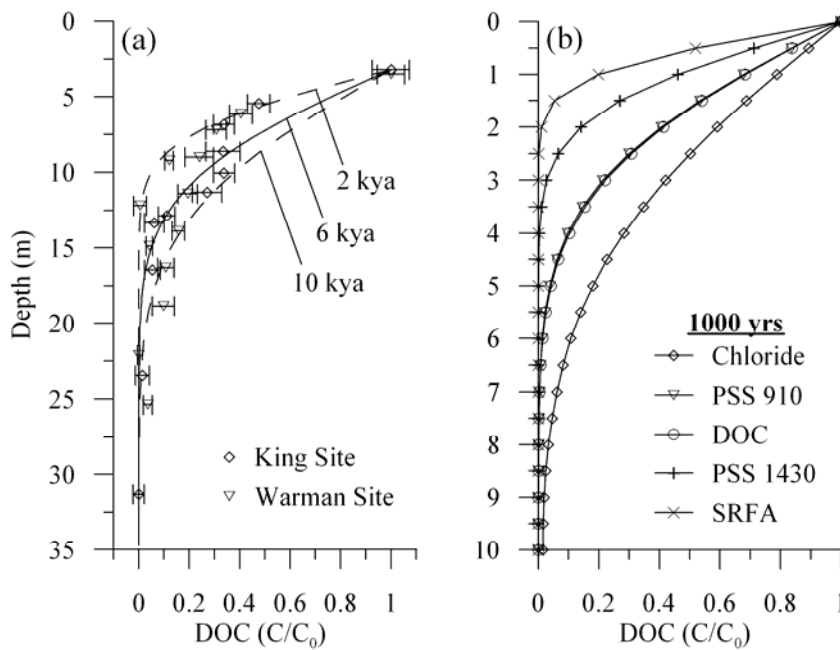 (a)
0
5
10
15
20
25
30
35
Depth (m)
2 kya
6 kya
10 kya
King Site
Warman Site
0 0.2 0.4 0.6 0.8 1
DOC (C/C₀)
(b)
0
1
2
3
4
5
6
7
8
9
10
1000 yrs
Chloride
PSS 910
DOC
PSS 1430
SRFA
0 0.2 0.4 0.6 0.8 1
DOC (C/C₀)